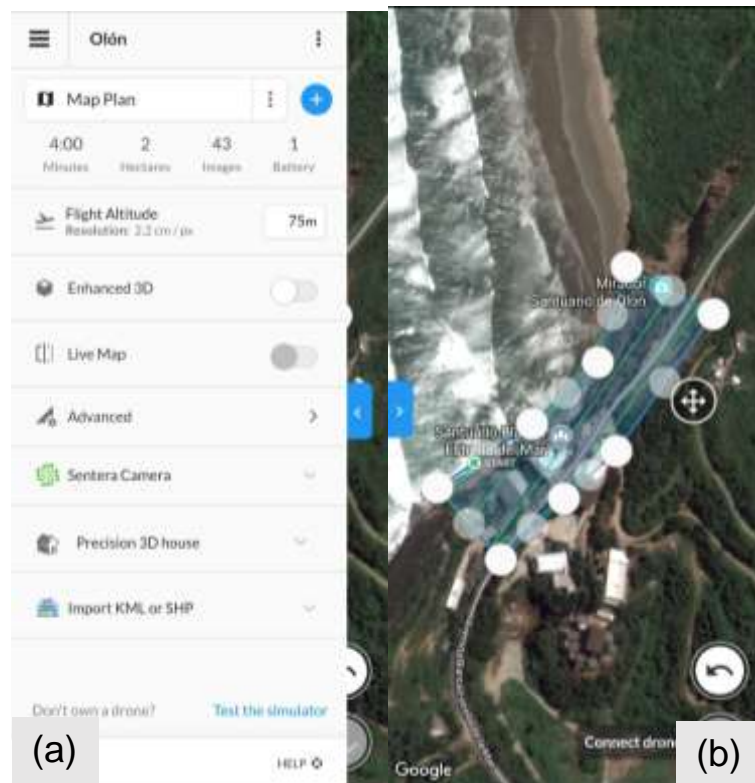 Olón
Map Plan
4:00 2 43 1
Minutes Hectares Images Battery
Flight Altitude
Resolution: 2.2 cm / px
75m
Enhanced 3D
Live Map
Advanced
Sentera Camera
Precision 3D house
Import KML or SHP
Don't own a drone? Test the simulator
HELP
(a)
Mirador
Santuario de Olón
Santuario
START
Connect drone
Google
(b)